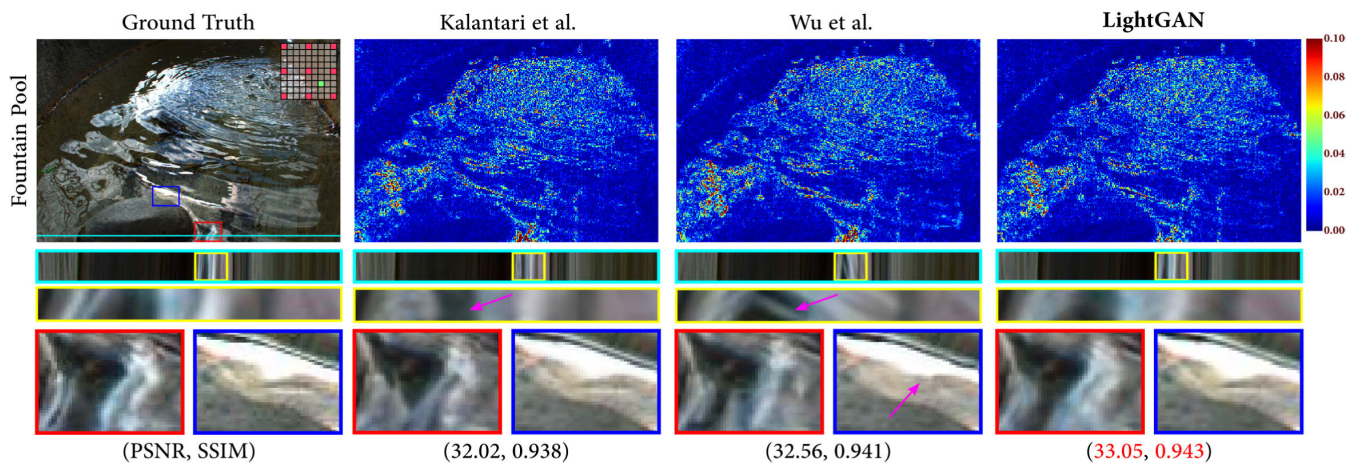 Ground Truth
Kalantari et al.
Wu et al.
LightGAN
Fountain Pool
0.10
0.08
0.06
0.04
0.02
0.00
(PSNR, SSIM)
(32.02, 0.938)
(32.56, 0.941)
(33.05, 0.943)